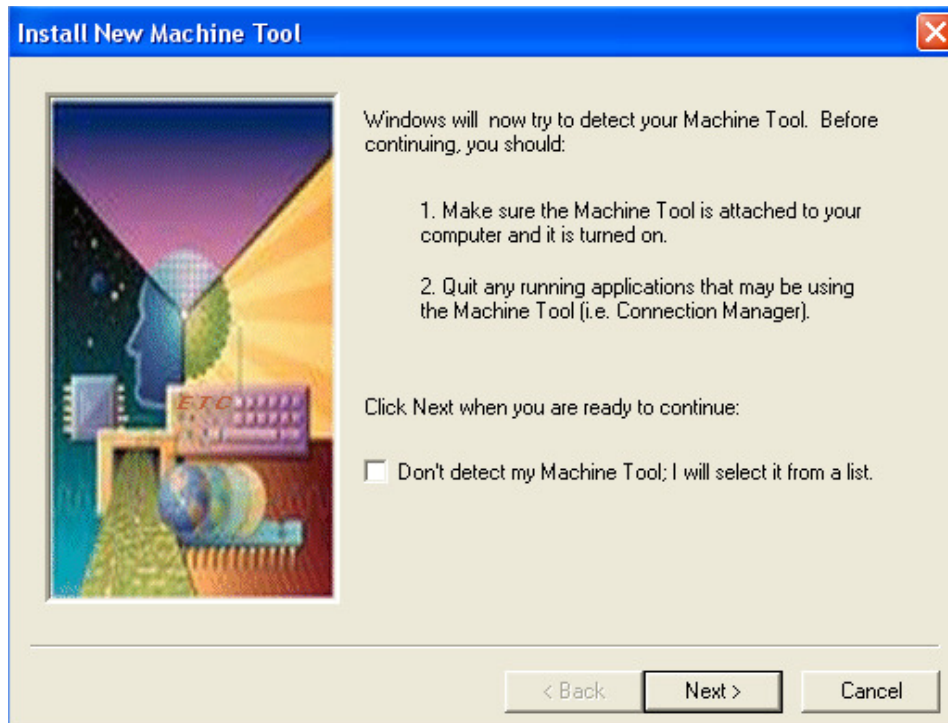 Install New Machine Tool
Windows will now try to detect your Machine Tool. Before
continuing, you should:
1. Make sure the Machine Tool is attached to your
computer and it is turned on.
2. Quit any running applications that may be using
the Machine Tool (i.e. Connection Manager).
ETC
Click Next when you are ready to continue:
Don't detect my Machine Tool; I will select it from a list.
< Back
Next >
Cancel